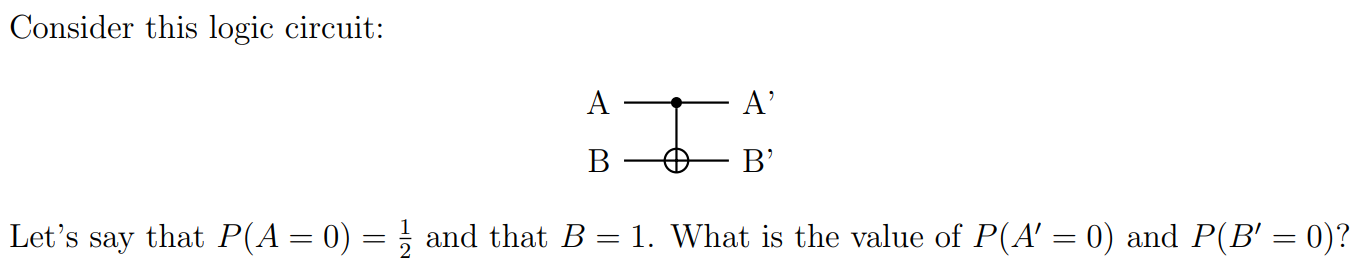 Consider this logic circuit:
A A’
B B’
Let’s say that $P(A = 0) = \frac{1}{2}$ and that $B = 1$. What is the value of $P(A' = 0)$ and $P(B' = 0)$?